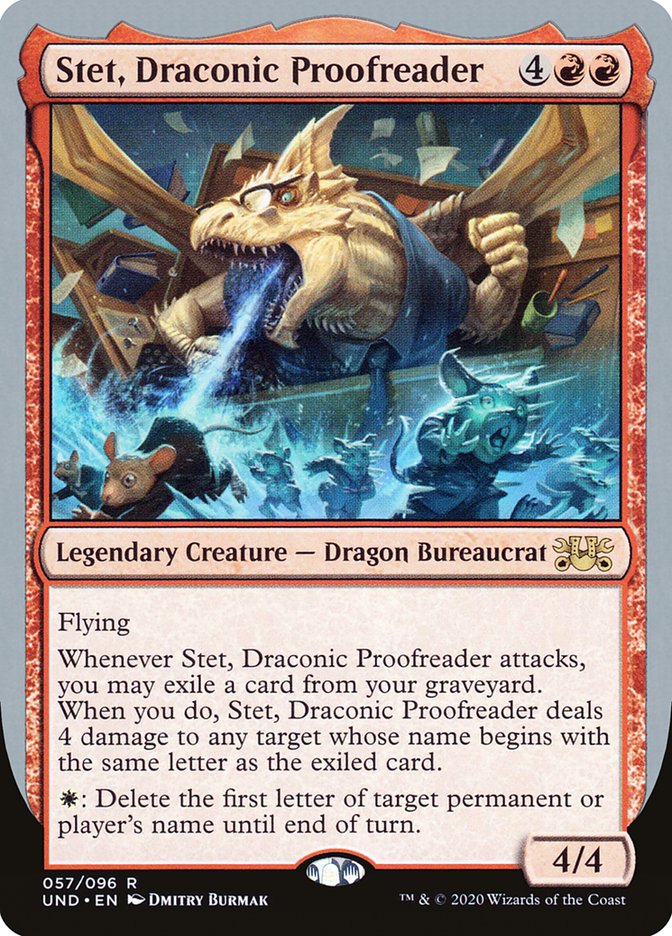 Stet, Draconic Proofreader 4
Legendary Creature — Dragon Bureaucrat
Flying
Whenever Stet, Draconic Proofreader attacks,
you may exile a card from your graveyard.
When you do, Stet, Draconic Proofreader deals
4 damage to any target whose name begins with
the same letter as the exiled card.
: Delete the first letter of target permanent or
player's name until end of turn.
4/4
057/096 R
UND • EN Dmitry Burmak
™ & © 2020 Wizards of the Coast